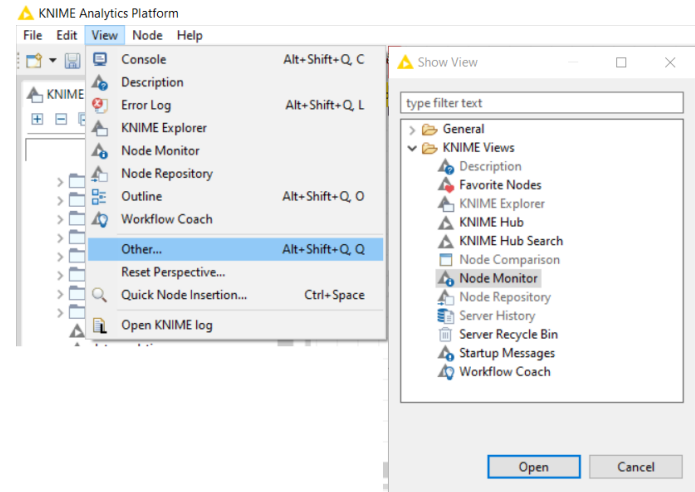 KNIME Analytics Platform
File Edit View Node Help
Console Alt+Shift+Q, C
Description
Error Log Alt+Shift+Q, L
KNIME Explorer
Node Monitor
Node Repository
Outline Alt+Shift+Q, O
Workflow Coach
Other... Alt+Shift+Q, Q
Reset Perspective...
Quick Node Insertion... Ctrl+Space
Open KNIME log
KNIME
Show View
type filter text
General
KNIME Views
Description
Favorite Nodes
KNIME Explorer
KNIME Hub
KNIME Hub Search
Node Comparison
Node Monitor
Node Repository
Server History
Server Recycle Bin
Startup Messages
Workflow Coach
Open Cancel